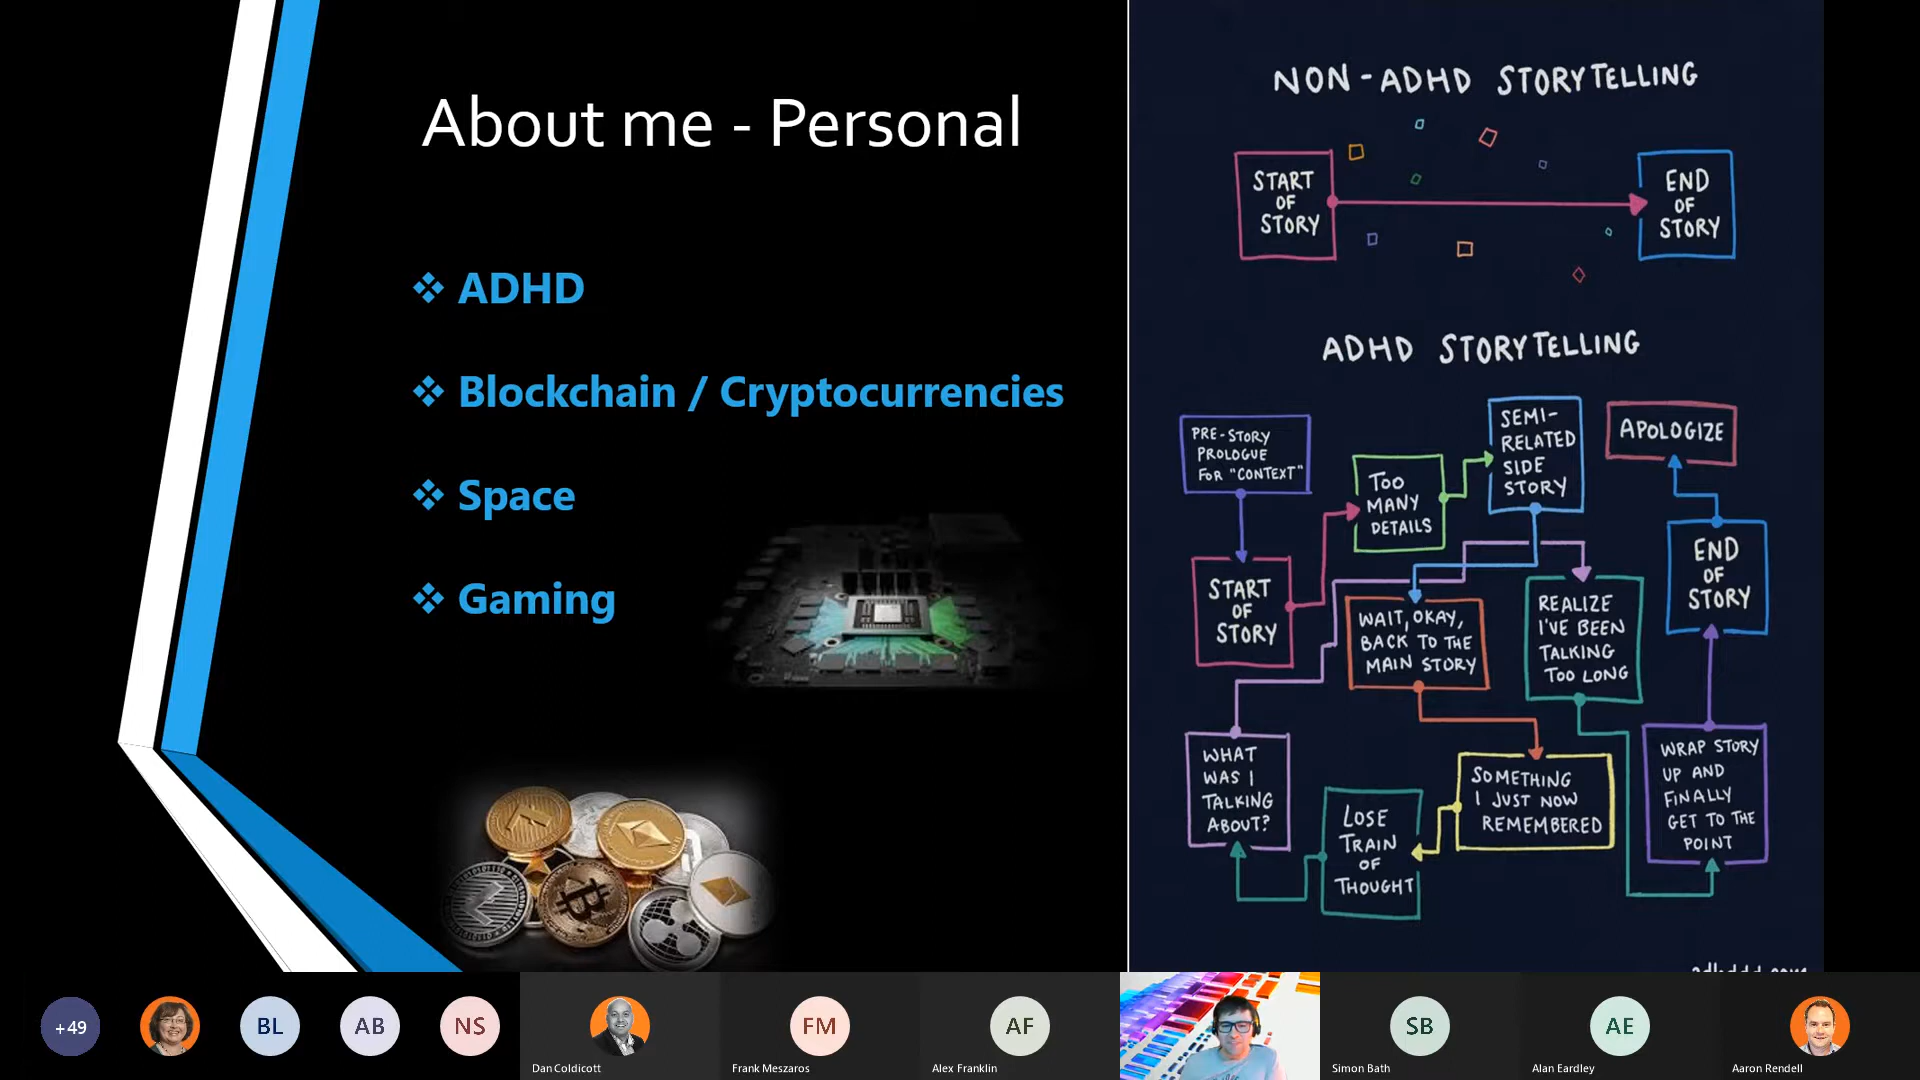 About me - Personal
ADHD
Blockchain / Cryptocurrencies
Space
Gaming
NON-ADHD STORYTELLING
START
OF
STORY
END
OF
STORY
ADHD STORYTELLING
PRE-STORY
PROLOGUE
FOR "CONTEXT"
START
OF
STORY
TOO
MANY
DETAILS
SEMI-
RELATED
SIDE
STORY
WAIT, OKAY,
BACK TO THE
MAIN STORY
SOMETHING
I JUST NOW
REMEMBERED
LOSE
TRAIN
OF
THOUGHT
WHAT
WAS I
TALKING
ABOUT?
REALIZE
I'VE BEEN
TALKING
TOO LONG
WRAP STORY
UP AND
FINALLY
GET TO THE
POINT
END
OF
STORY
APOLOGIZE
+49
BL
AB
NS
Dan Coldicott
FM
Frank Meszaros
AF
Alex Franklin
SB
Simon Bath
AE
Alan Eardley
Aaron Rendell